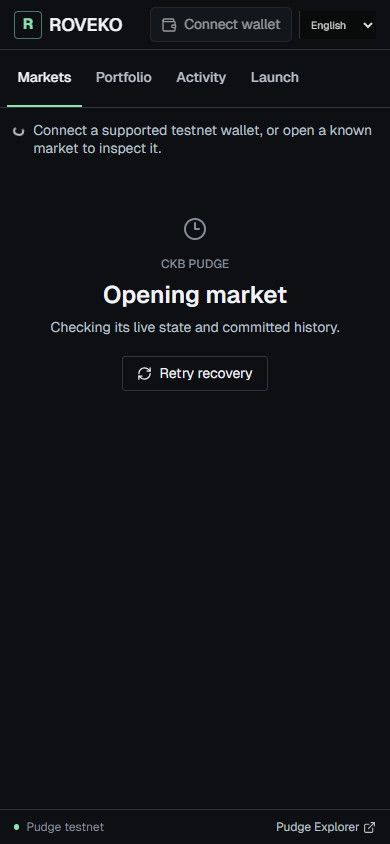 R ROVEKO Connect wallet English
Markets Portfolio Activity Launch
Connect a supported testnet wallet, or open a known
market to inspect it.
CKB PUDGE
Opening market
Checking its live state and committed history.
Retry recovery
Pudge testnet Pudge Explorer